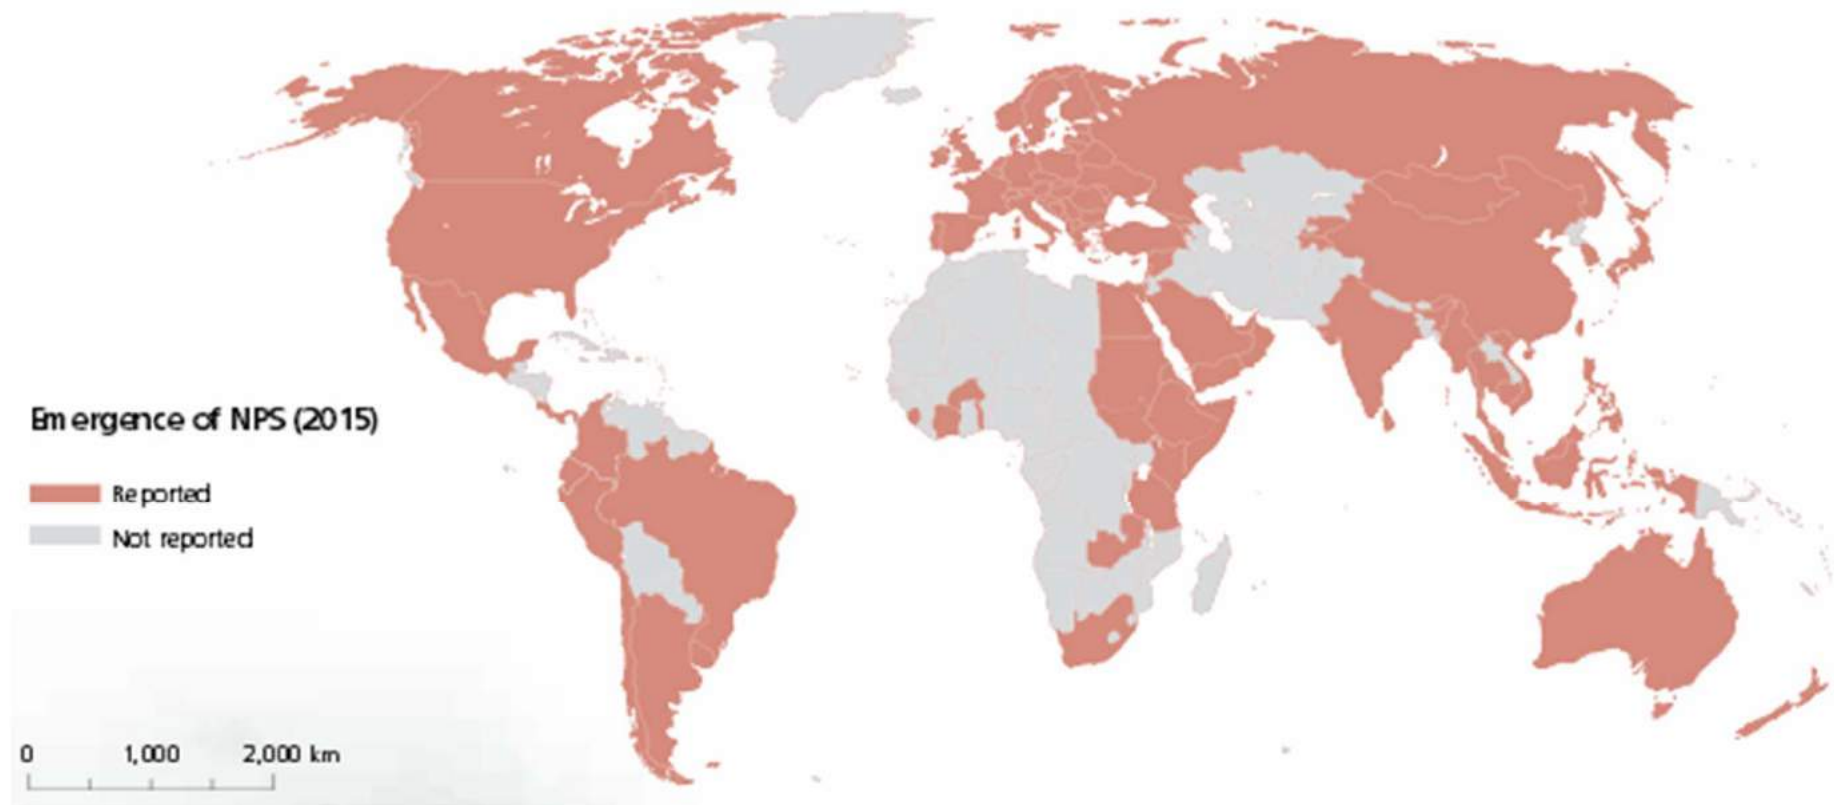 Emergence of NPS (2015)
Reported
Not reported
0 1,000 2,000 km